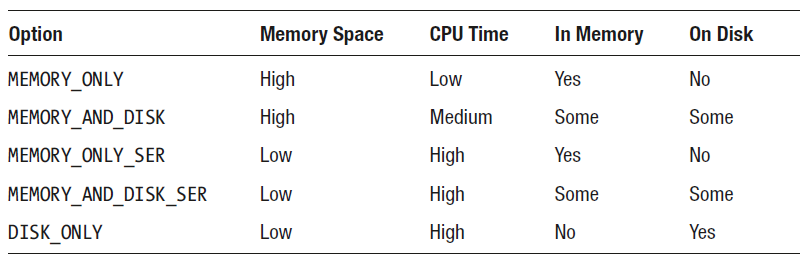 Option Memory Space CPU Time In Memory On Disk
MEMORY_ONLY High Low Yes No
MEMORY_AND_DISK High Medium Some Some
MEMORY_ONLY_SER Low High Yes No
MEMORY_AND_DISK_SER Low High Some Some
DISK_ONLY Low High No Yes